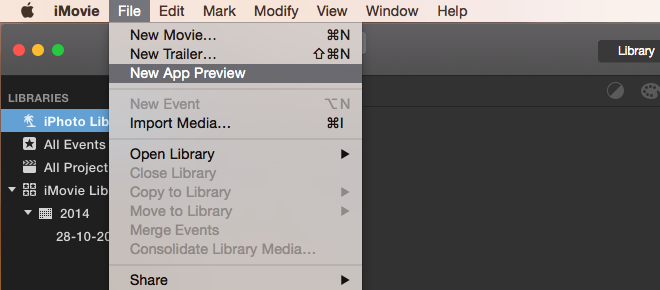 iMovie File Edit Mark Modify View Window Help
New Movie... ⌘N
New Trailer... ⇧⌘N
New App Preview
New Event ⌥N
Import Media... ⌘I
Open Library
Close Library
Copy to Library
Move to Library
Merge Events
Consolidate Library Media...
Share
Library
LIBRARIES
iPhoto Lib
All Events
All Project
iMovie Lib
2014
28-10-20